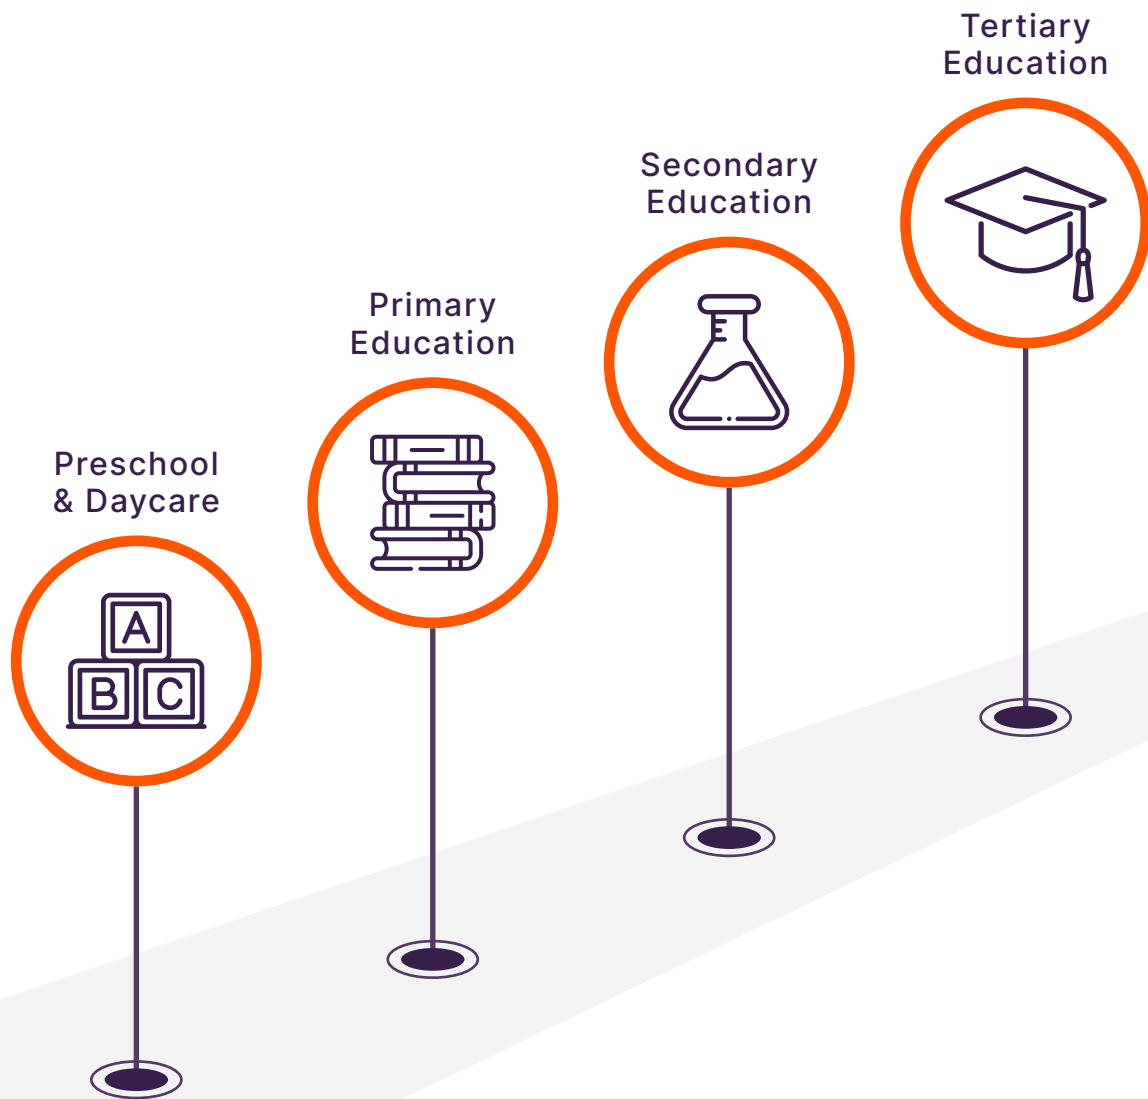 Preschool
& Daycare
A
B C
Primary
Education
Secondary
Education
Tertiary
Education